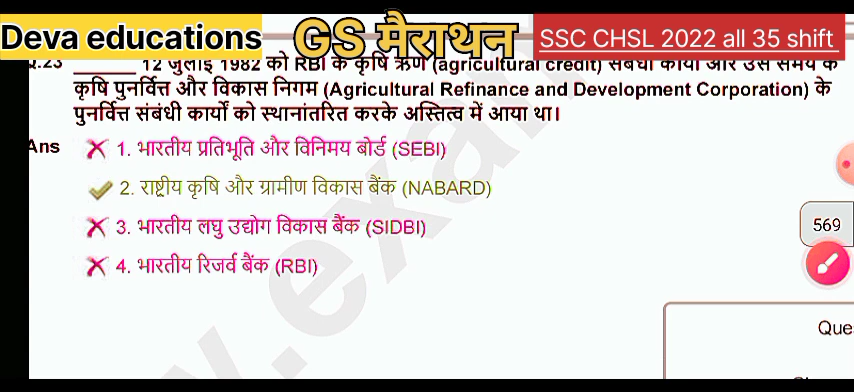 Deva educations GS मैराथन SSC CHSL 2022 all 35 shift
Q.23 ______ 12 जुलाई 1982 को RBI के कृषि ऋण (agricultural credit) संबंधी कार्यों और उस समय के
कृषि पुनर्वित्त और विकास निगम (Agricultural Refinance and Development Corporation) के
पुनर्वित्त संबंधी कार्यों को स्थानांतरित करके अस्तित्व में आया था।
Ans 1. भारतीय प्रतिभूति और विनिमय बोर्ड (SEBI)
2. राष्ट्रीय कृषि और ग्रामीण विकास बैंक (NABARD)
3. भारतीय लघु उद्योग विकास बैंक (SIDBI)
569
4. भारतीय रिजर्व बैंक (RBI)
Que